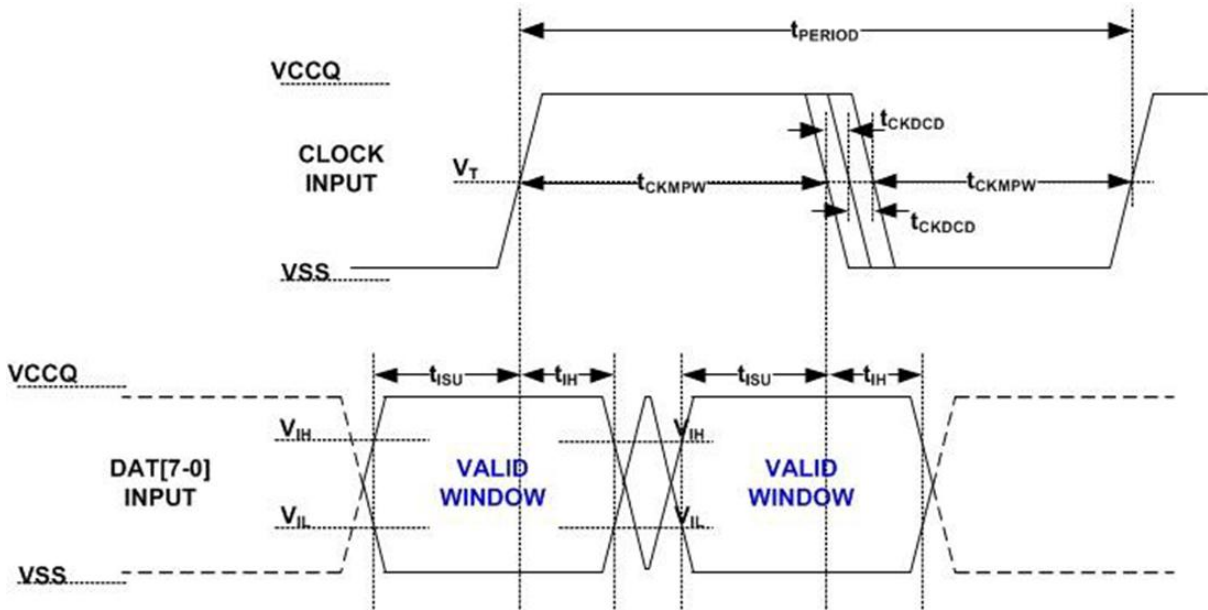 tPERIOD
VCCQ
tCKDCD
CLOCK
INPUT
VT
tCKMPW
tCKMPW
tCKDCD
VSS
VCCQ
tISU
tIH
tISU
tIH
VIH
VIH
DAT[7-0]
INPUT
VALID
WINDOW
VALID
WINDOW
VIL
VIL
VSS